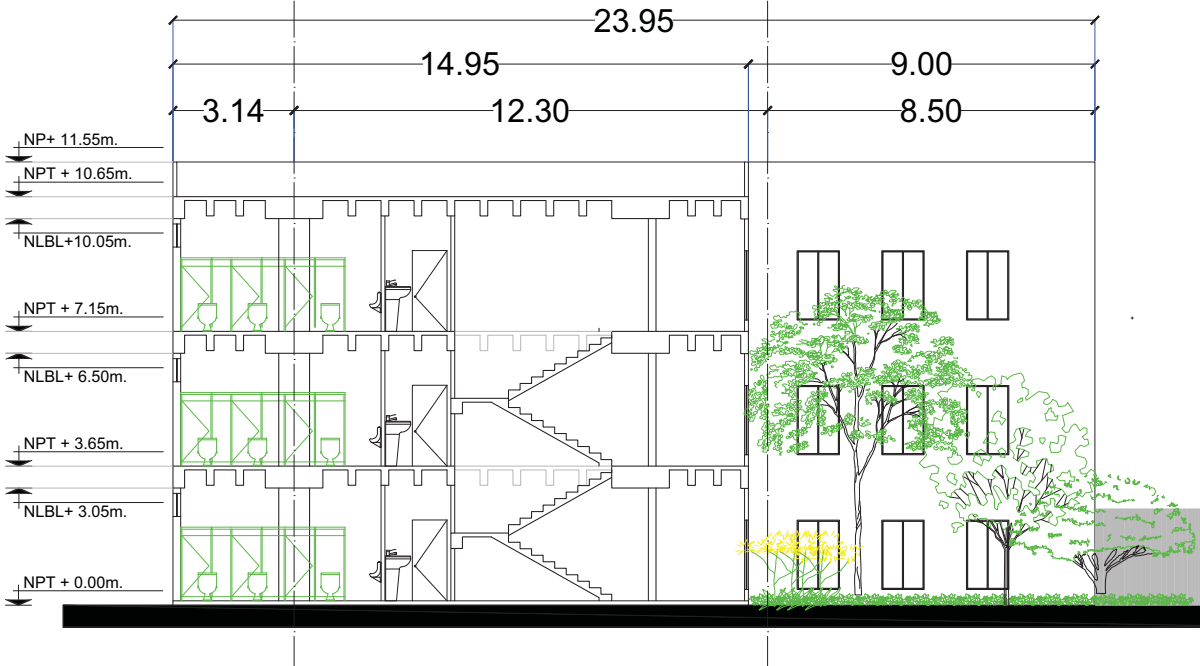 23.95
14.95 9.00
3.14 12.30 8.50
NP+ 11.55m.
NPT + 10.65m.
NLBL+10.05m.
NPT + 7.15m.
NLBL+ 6.50m.
NPT + 3.65m.
NLBL+ 3.05m.
NPT + 0.00m.